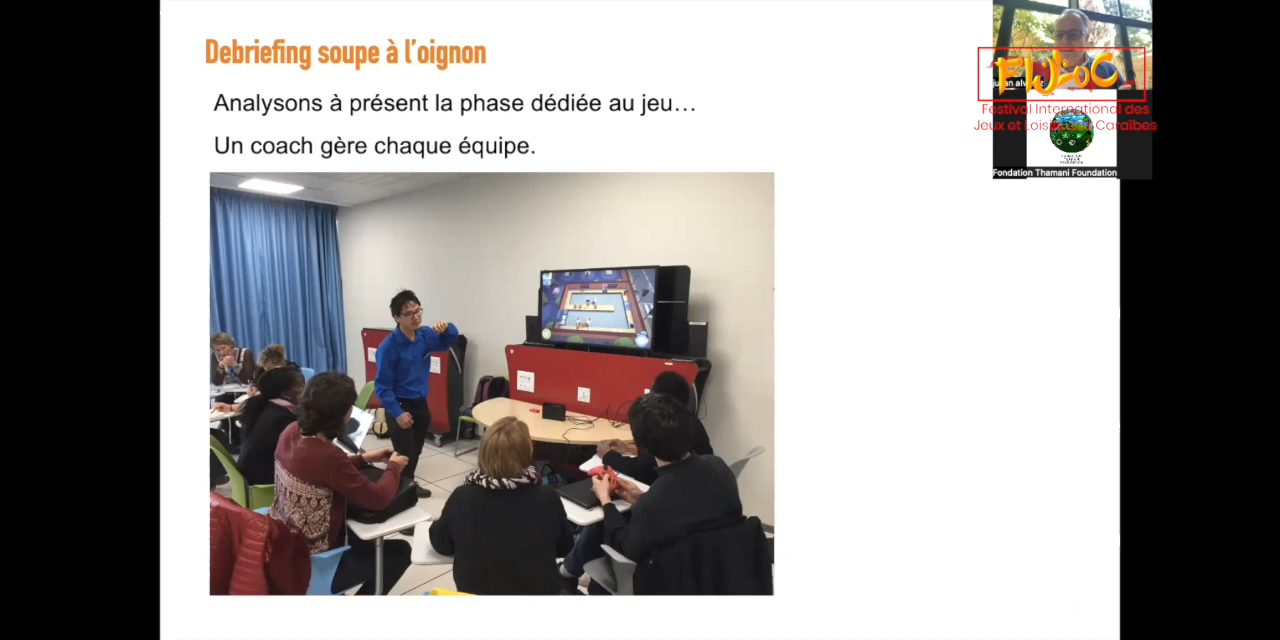 Debriefing soupe à l'oignon
Analysons à présent la phase dédiée au jeu...
Un coach gère chaque équipe.
FIJLOC
Festival International des
Jeux et Loisirs des Caraïbes
Fondation Thamani Foundation